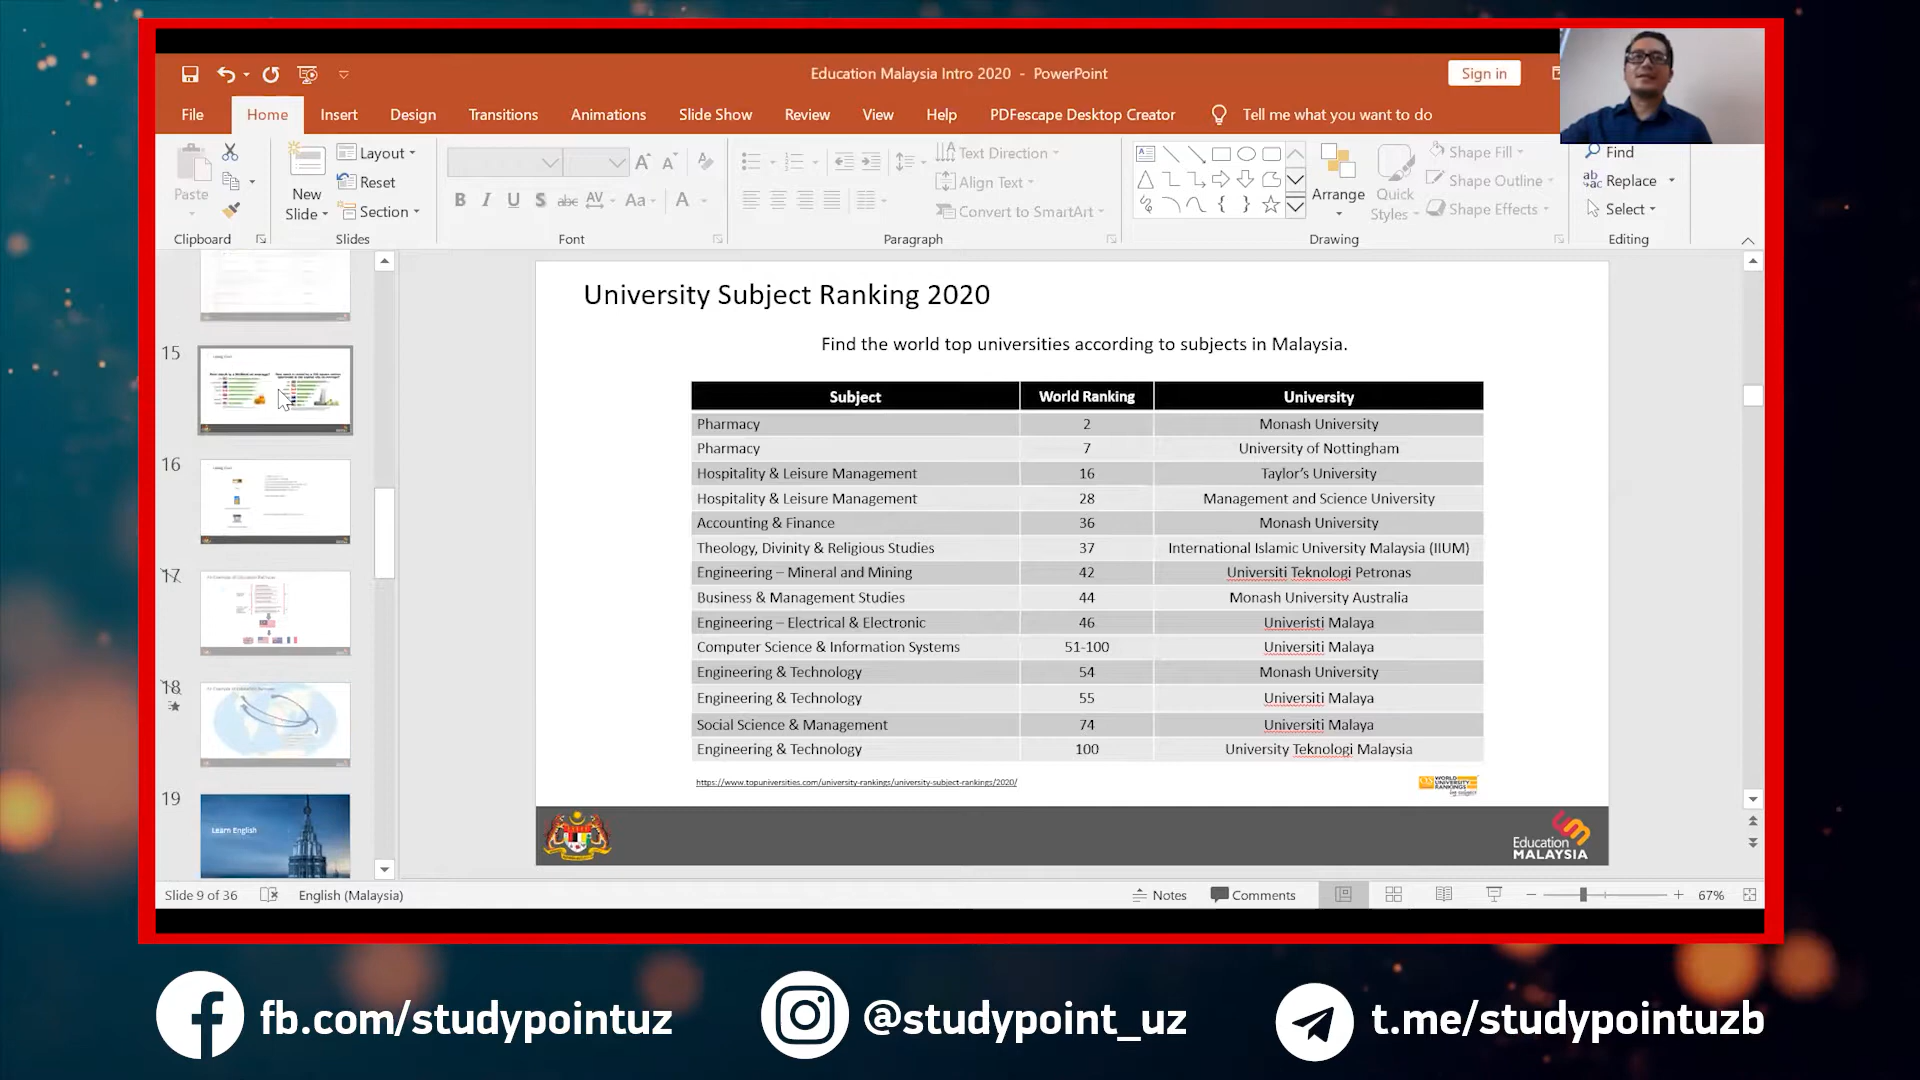 Education Malaysia Intro 2020 - PowerPoint
Sign in
File Home Insert Design Transitions Animations Slide Show Review View Help PDFescape Desktop Creator Tell me what you want to do
Paste
New Slide
Layout
Reset
Section
Text Direction
Align Text
Convert to SmartArt
Arrange
Quick Styles
Shape Fill
Shape Outline
Shape Effects
Find
Replace
Select
Clipboard Slides Font Paragraph Drawing Editing
15
16
17
18
19
Learn English
University Subject Ranking 2020
Find the world top universities according to subjects in Malaysia.
Subject World Ranking University
Pharmacy 2 Monash University
Pharmacy 7 University of Nottingham
Hospitality & Leisure Management 16 Taylor's University
Hospitality & Leisure Management 28 Management and Science University
Accounting & Finance 36 Monash University
Theology, Divinity & Religious Studies 37 International Islamic University Malaysia (IIUM)
Engineering – Mineral and Mining 42 Universiti Teknologi Petronas
Business & Management Studies 44 Monash University Australia
Engineering – Electrical & Electronic 46 Univeristi Malaya
Computer Science & Information Systems 51-100 Universiti Malaya
Engineering & Technology 54 Monash University
Engineering & Technology 55 Universiti Malaya
Social Science & Management 74 Universiti Malaya
Engineering & Technology 100 University Teknologi Malaysia
https://www.topuniversities.com/university-rankings/university-subject-rankings/2020/
WORLD UNIVERSITY RANKINGS
by subject
Education
MALAYSIA
Slide 9 of 36 English (Malaysia) Notes Comments 67%
fb.com/studypointuz @studypoint_uz t.me/studypointuzb